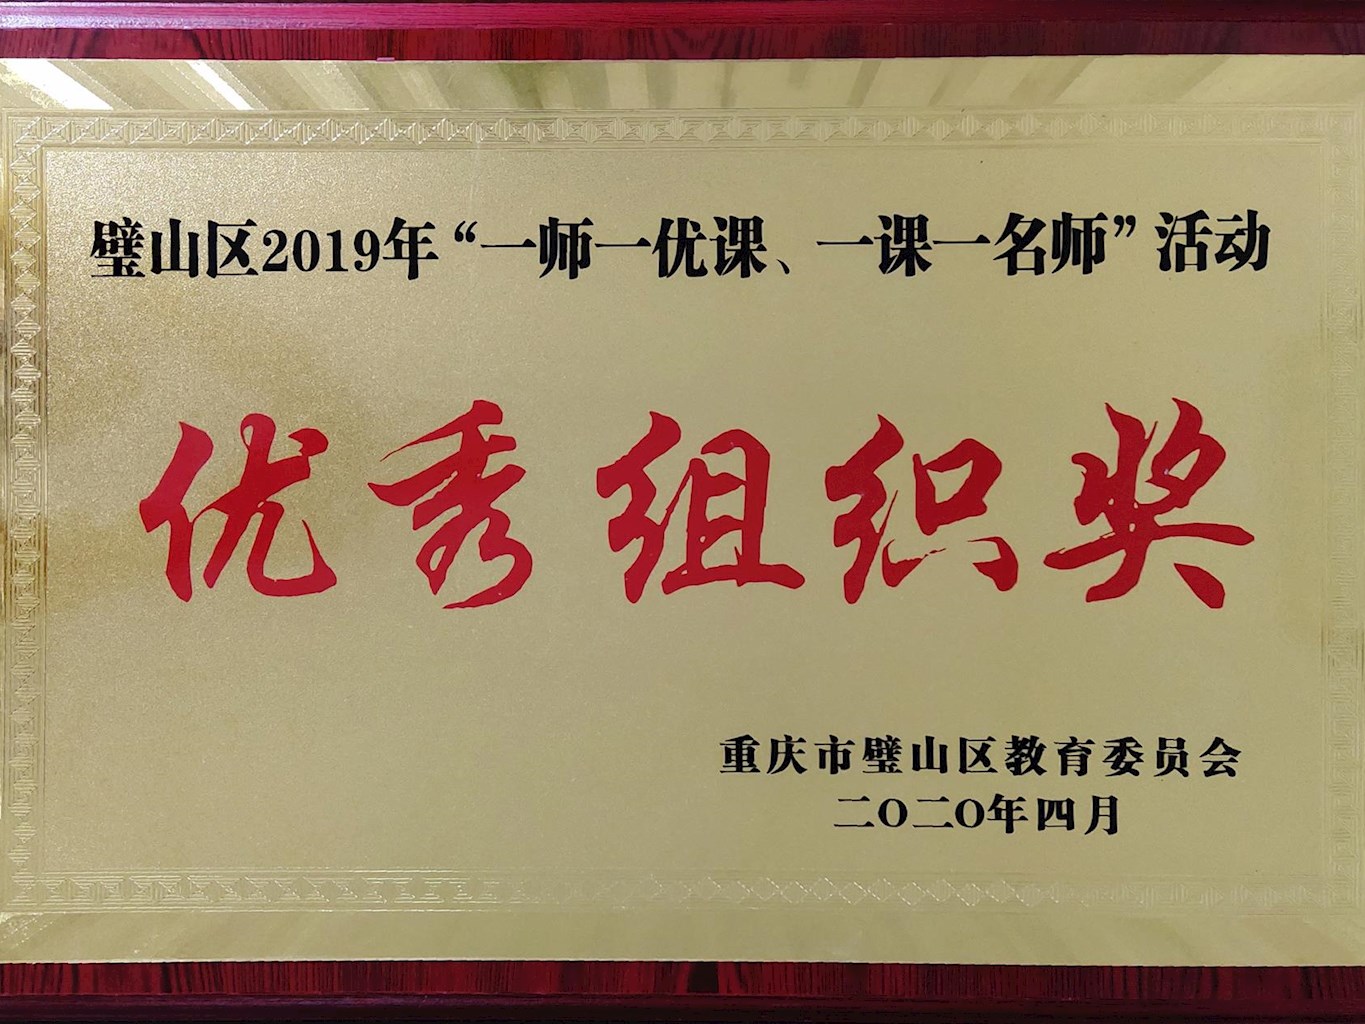 璧山区2019年“一师一优课、一课一名师”活动
优秀组织奖
重庆市璧山区教育委员会
二〇二〇年四月